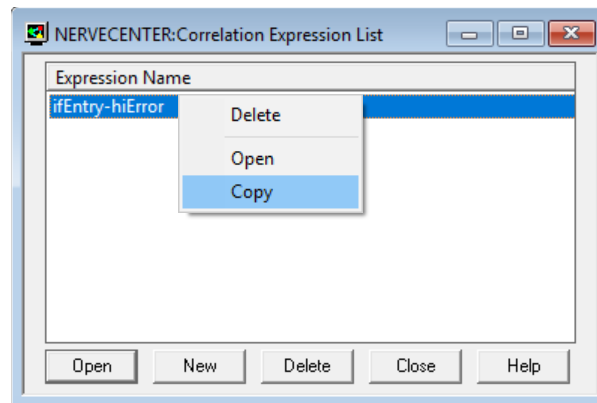 NERVECENTER:Correlation Expression List
Expression Name
ifEntry-hiError
Delete
Open
Copy
Open New Delete Close Help